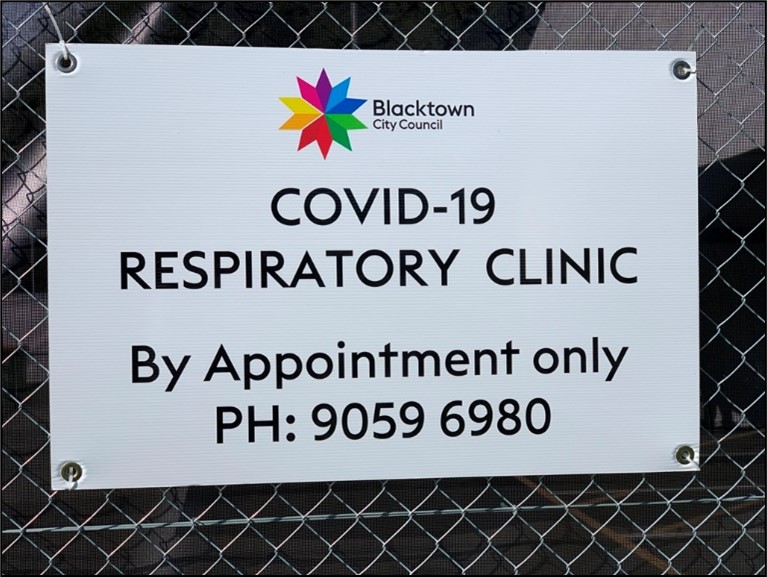 Blacktown
City Council
COVID-19
RESPIRATORY CLINIC
By Appointment only
PH: 9059 6980